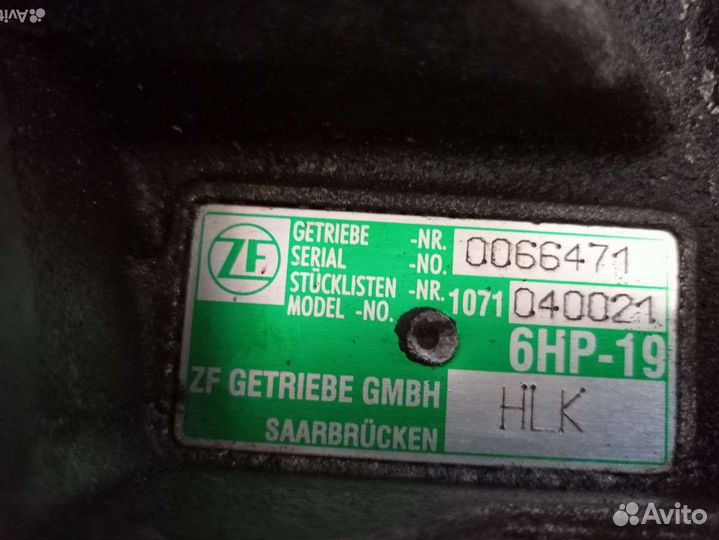 Avito
ZF
GETRIEBE -NR.
SERIAL -NO. 0066471
STÜCKLISTEN -NR.
MODEL -NO. 1071 040021
6HP-19
ZF GETRIEBE GMBH
HLK
SAARBRÜCKEN
Avito